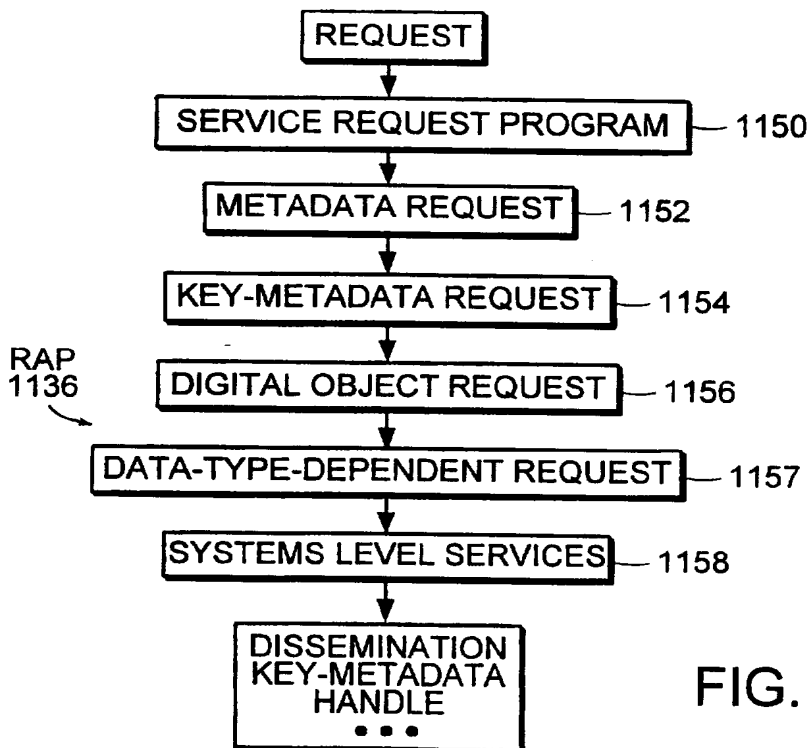 REQUEST
SERVICE REQUEST PROGRAM 1150
METADATA REQUEST 1152
KEY-METADATA REQUEST 1154
RAP
1136
DIGITAL OBJECT REQUEST 1156
DATA-TYPE-DEPENDENT REQUEST 1157
SYSTEMS LEVEL SERVICES 1158
DISSEMINATION
KEY-METADATA
HANDLE
• • •
FIG.